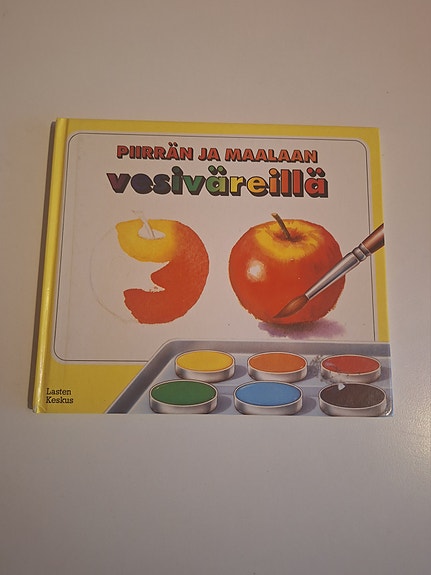 PIIRRÄN JA MAALAAN
vesiväreillä
Lasten
Keskus